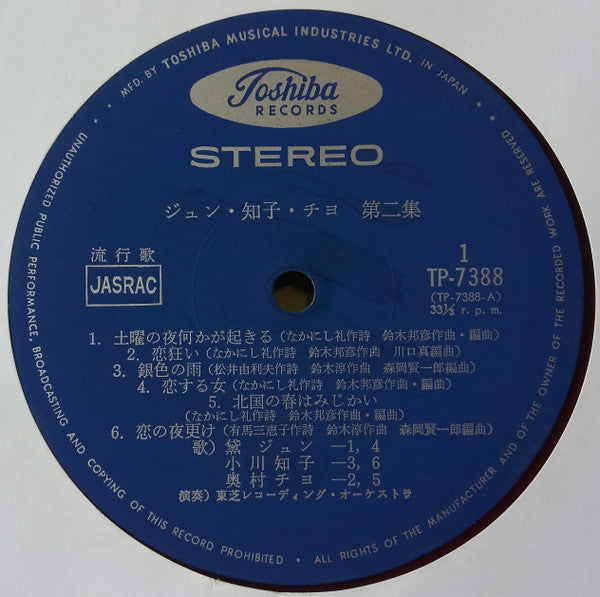 MFD. BY TOSHIBA MUSICAL INDUSTRIES LTD. IN JAPAN
Toshiba
RECORDS
STEREO
ジュン・知子・チヨ 第二集
流行歌
JASRAC
1
TP-7388
(TP-7388-A)
33⅓ r. p. m.
1. 土曜の夜何かが起きる (なかにし礼作詩 鈴木邦彦作曲・編曲)
2. 恋狂い (なかにし礼作詩 鈴木邦彦作曲 川口真編曲)
3. 銀色の雨 (松井由利夫作詩 鈴木淳作曲 森岡賢一郎編曲)
4. 恋する女 (なかにし礼作詩 鈴木邦彦作曲・編曲)
5. 北国の春はみじかい
(なかにし礼作詩 鈴木邦彦作曲・編曲)
6. 恋の夜更け (有馬三恵子作詩 鈴木淳作曲 森岡賢一郎編曲)
歌) 黛 ジュン —1, 4
小川知子 —3, 6
奥村チヨ —2, 5
演奏) 東芝レコーディング・オーケストラ
UNAUTHORIZED PUBLIC PERFORMANCE, BROADCASTING AND COPYING OF THIS RECORD PROHIBITED • ALL RIGHTS OF THE MANUFACTURER AND OF THE OWNER OF THE RECORDED WORK ARE RESERVED